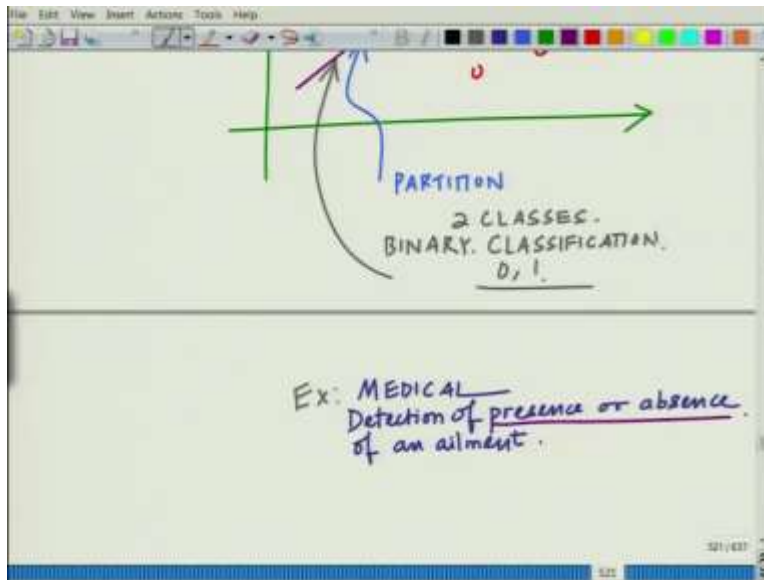 File Edit View Insert Actions Tools Help
PARTITION
2 CLASSES.
BINARY. CLASSIFICATION.
0, 1.
Ex: MEDICAL
Detection of presence or absence.
of an ailment.
521